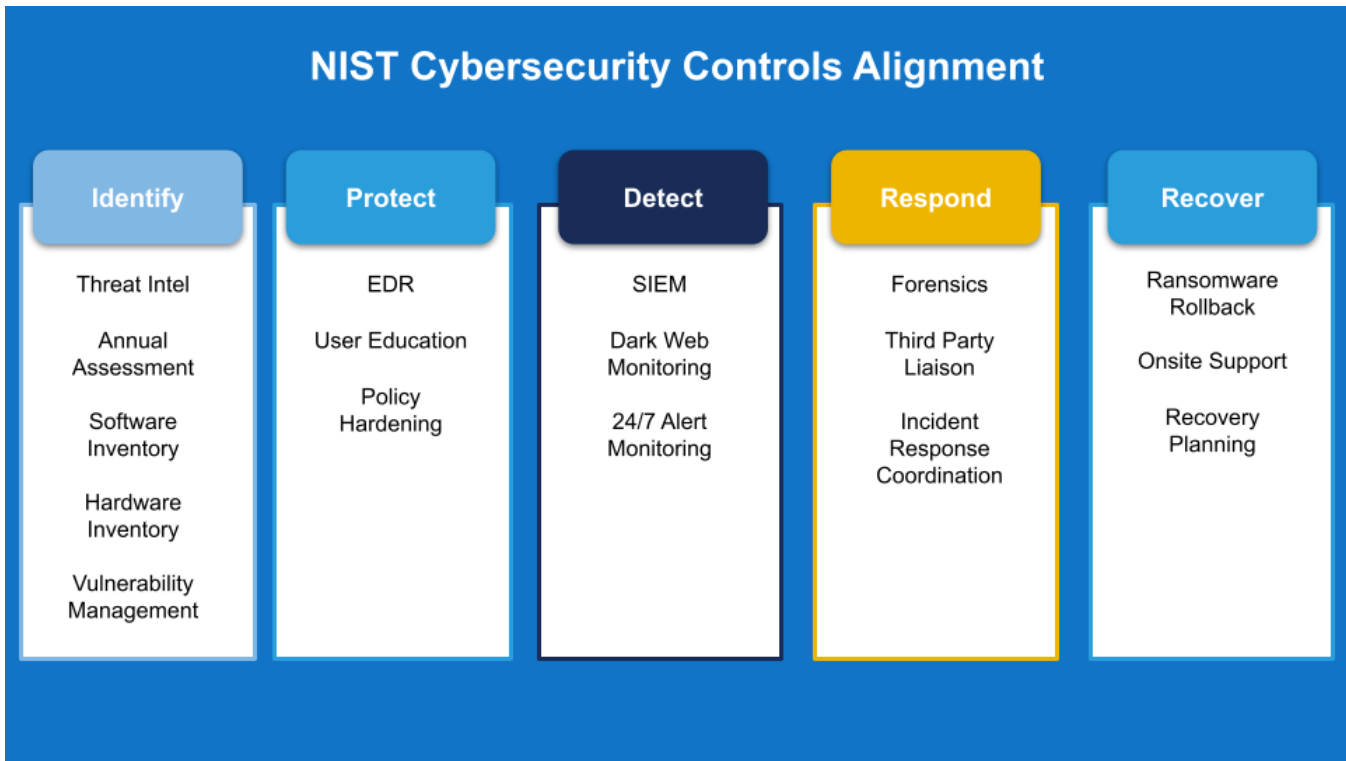 NIST Cybersecurity Controls Alignment
Identify
Threat Intel
Annual
Assessment
Software
Inventory
Hardware
Inventory
Vulnerability
Management
Protect
EDR
User Education
Policy
Hardening
Detect
SIEM
Dark Web
Monitoring
24/7 Alert
Monitoring
Respond
Forensics
Third Party
Liaison
Incident
Response
Coordination
Recover
Ransomware
Rollback
Onsite Support
Recovery
Planning